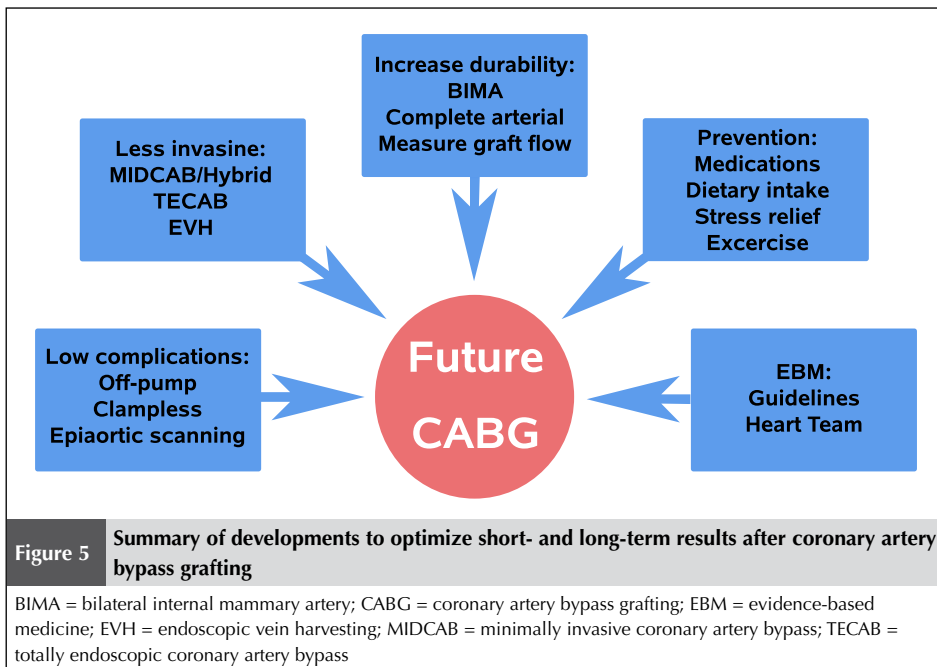 Increase durability:
BIMA
Complete arterial
Measure graft flow
Less invasine:
MIDCAB/Hybrid
TECAB
EVH
Prevention:
Medications
Dietary intake
Stress relief
Excercise
Low complications:
Off-pump
Clampless
Epiaortic scanning
Future
CABG
EBM:
Guidelines
Heart Team
Figure 5
Summary of developments to optimize short- and long-term results after coronary artery
bypass grafting
BIMA = bilateral internal mammary artery; CABG = coronary artery bypass grafting; EBM = evidence-based
medicine; EVH = endoscopic vein harvesting; MIDCAB = minimally invasive coronary artery bypass; TECAB =
totally endoscopic coronary artery bypass